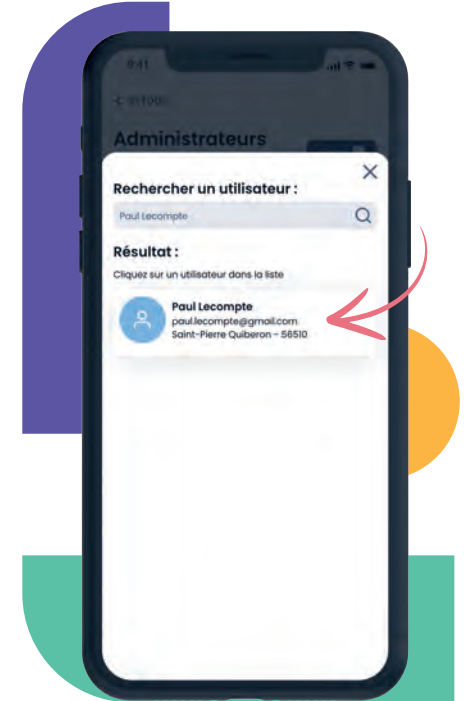 9:41
< RETOUR
Administrateurs
Rechercher un utilisateur :
Paul Lecompte
Résultat :
Cliquez sur un utilisateur dans la liste
Paul Lecompte
paul.lecompte@gmail.com
Saint-Pierre Quiberon - 56510